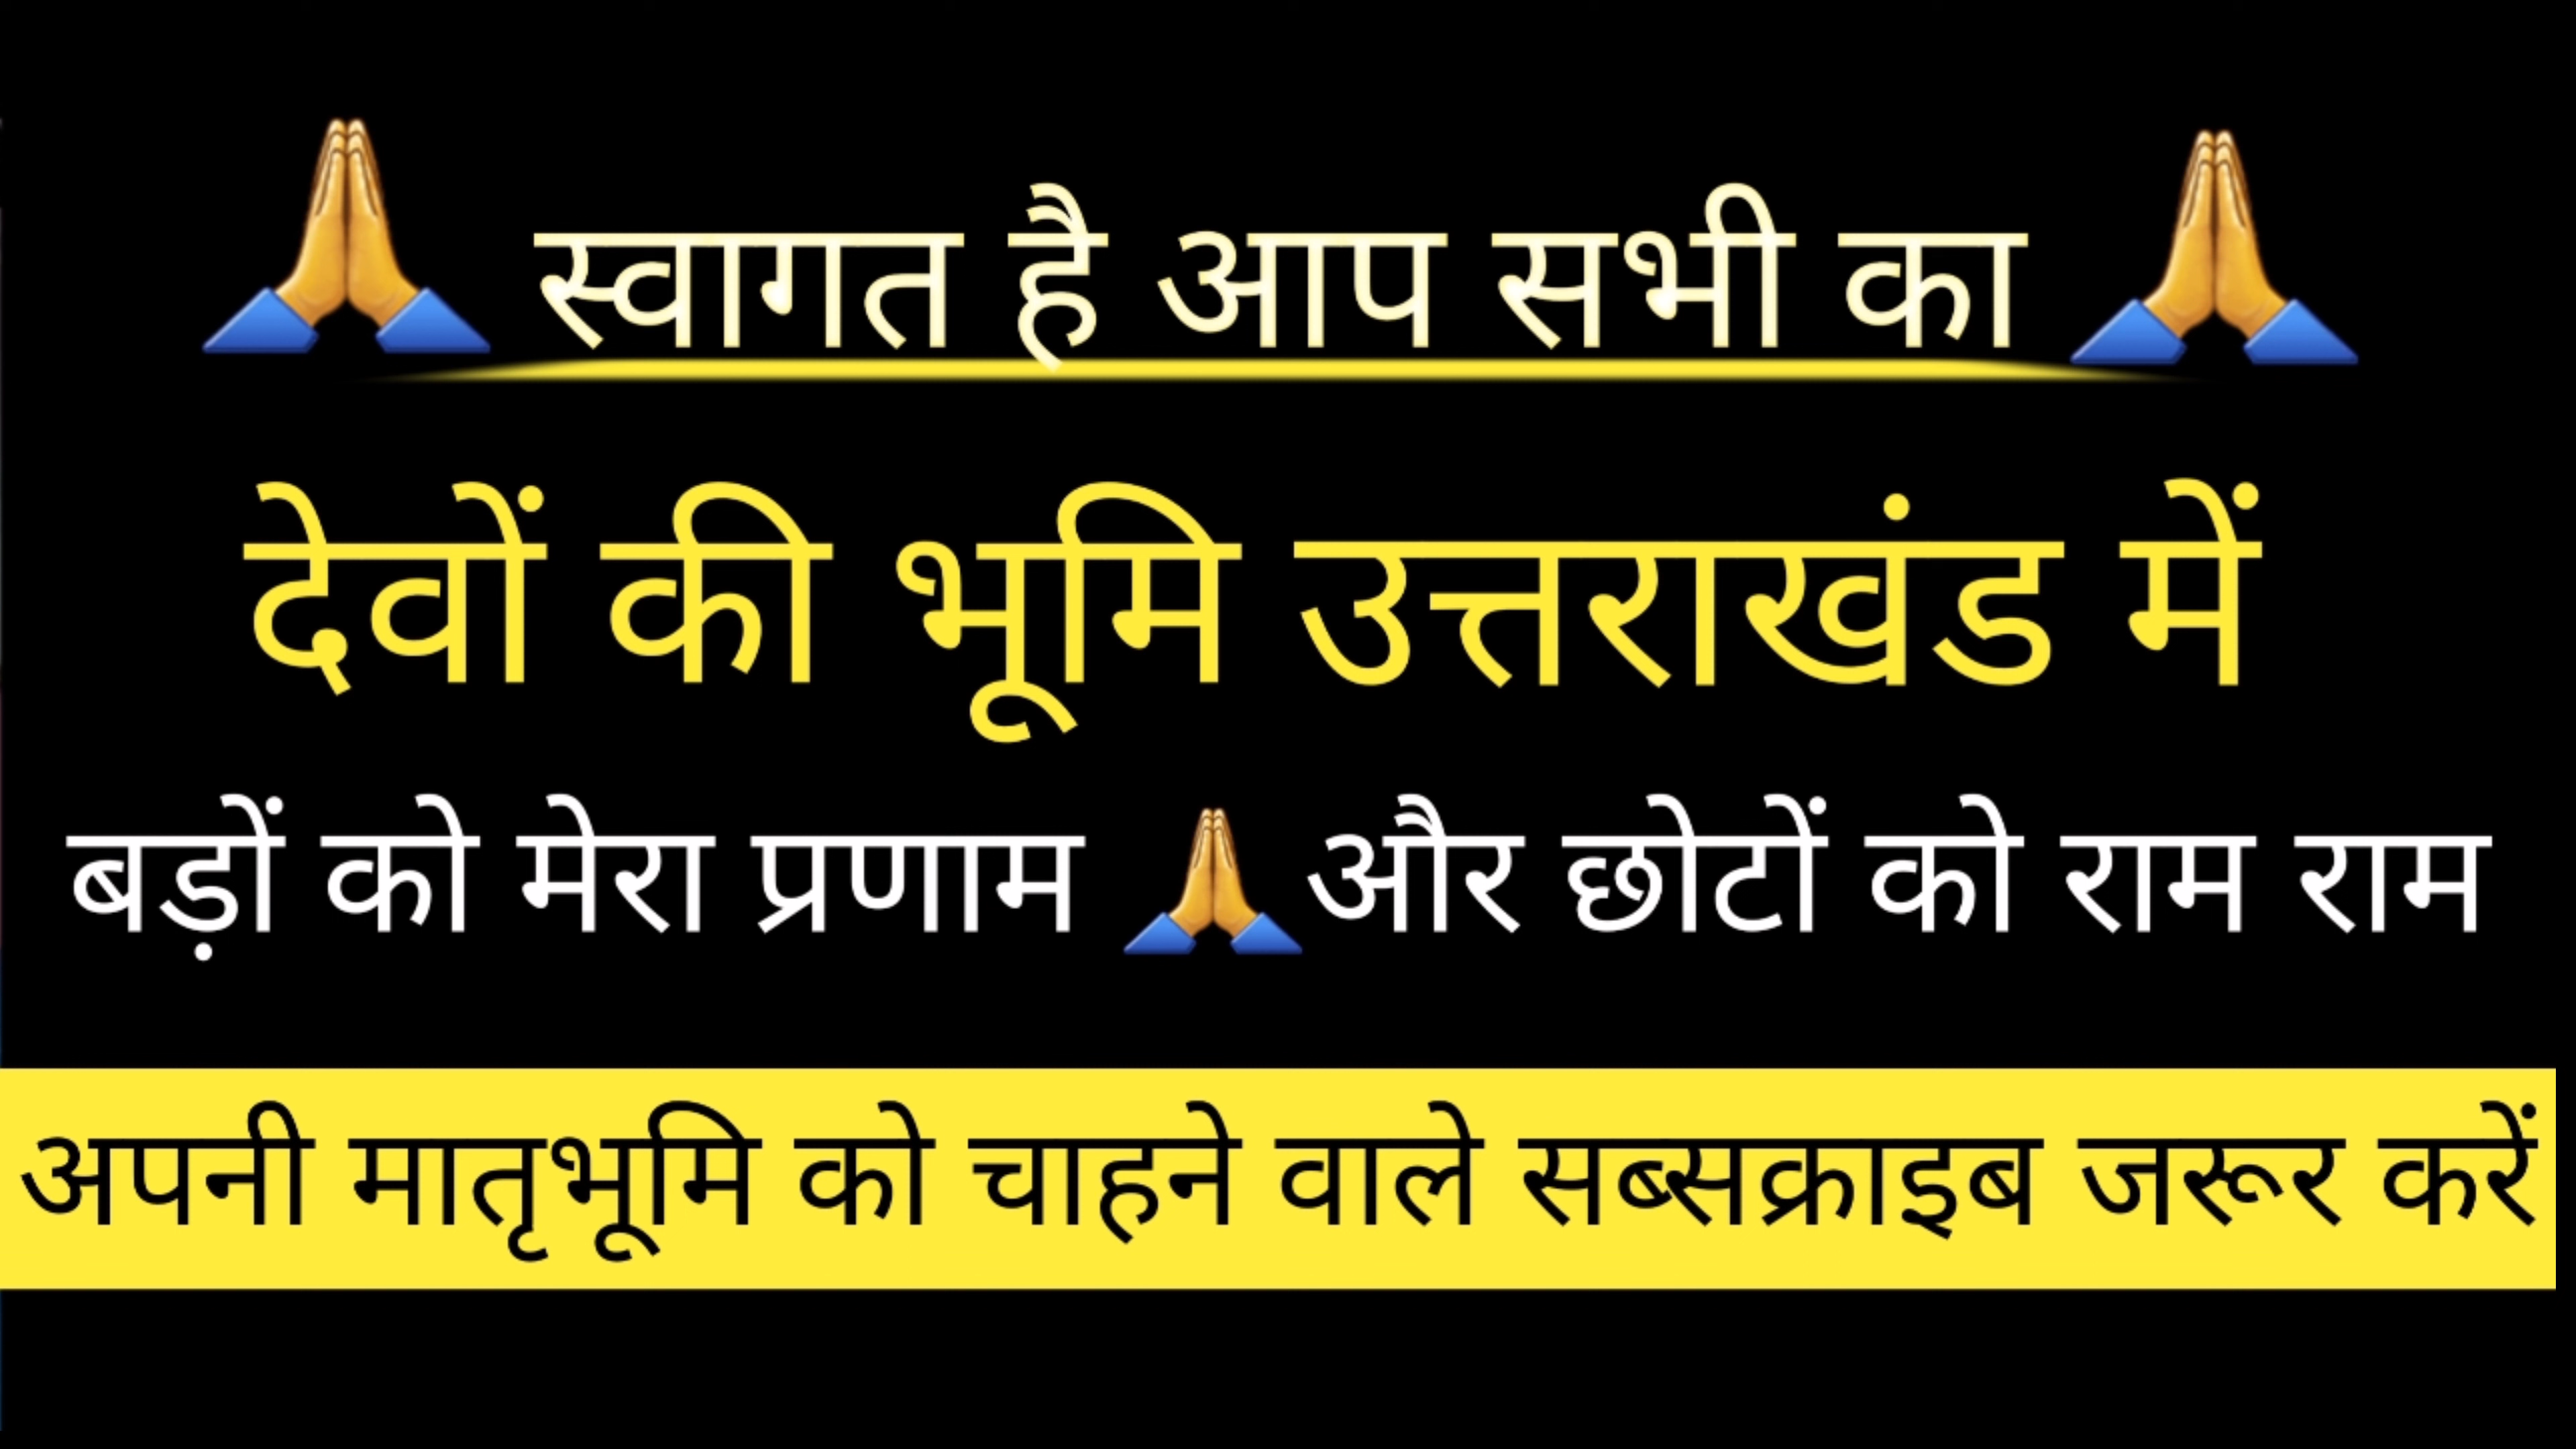 🙏 स्वागत है आप सभी का 🙏
देवों की भूमि उत्तराखंड में
बड़ों को मेरा प्रणाम 🙏और छोटों को राम राम
अपनी मातृभूमि को चाहने वाले सब्सक्राइब जरूर करें